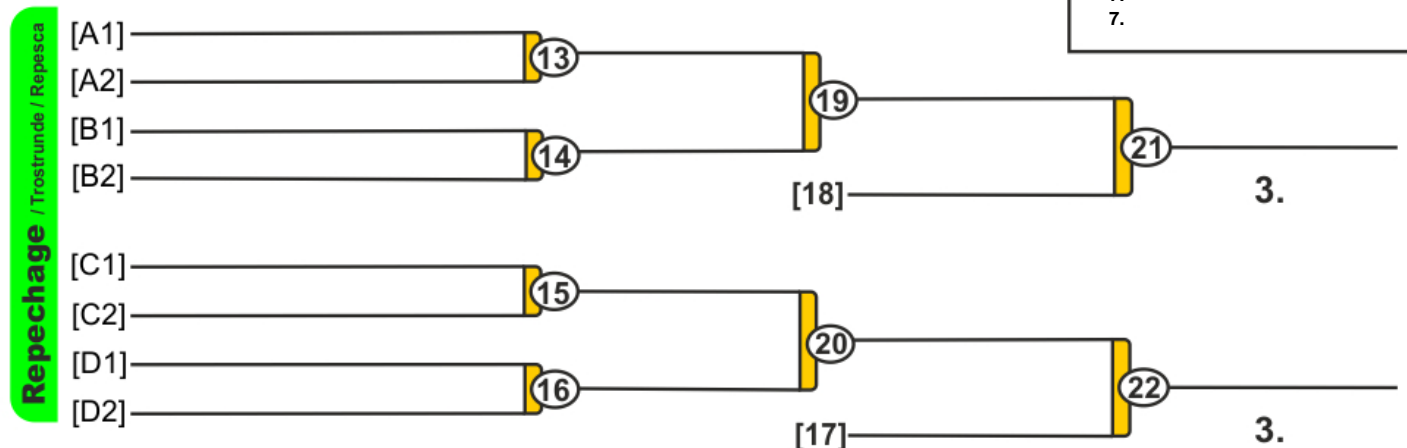 7.
Repechage / Trostrunde / Repesca
[A1]
[A2]
[B1]
[B2]
13
14
19
[18]
21
3.
[C1]
[C2]
[D1]
[D2]
15
16
20
[17]
22
3.